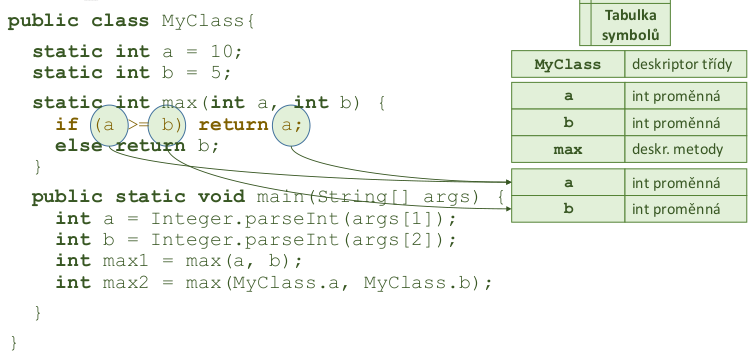 public class MyClass{
static int a = 10;
static int b = 5;
static int max(int a, int b) {
if (a >= b) return a;
else return b;
}
public static void main(String[] args) {
int a = Integer.parseInt(args[1]);
int b = Integer.parseInt(args[2]);
int max1 = max(a, b);
int max2 = max(MyClass.a, MyClass.b);
}
}
Tabulka
symbolů
MyClass deskriptor třídy
a int proměnná
b int proměnná
max deskr. metody
a int proměnná
b int proměnná